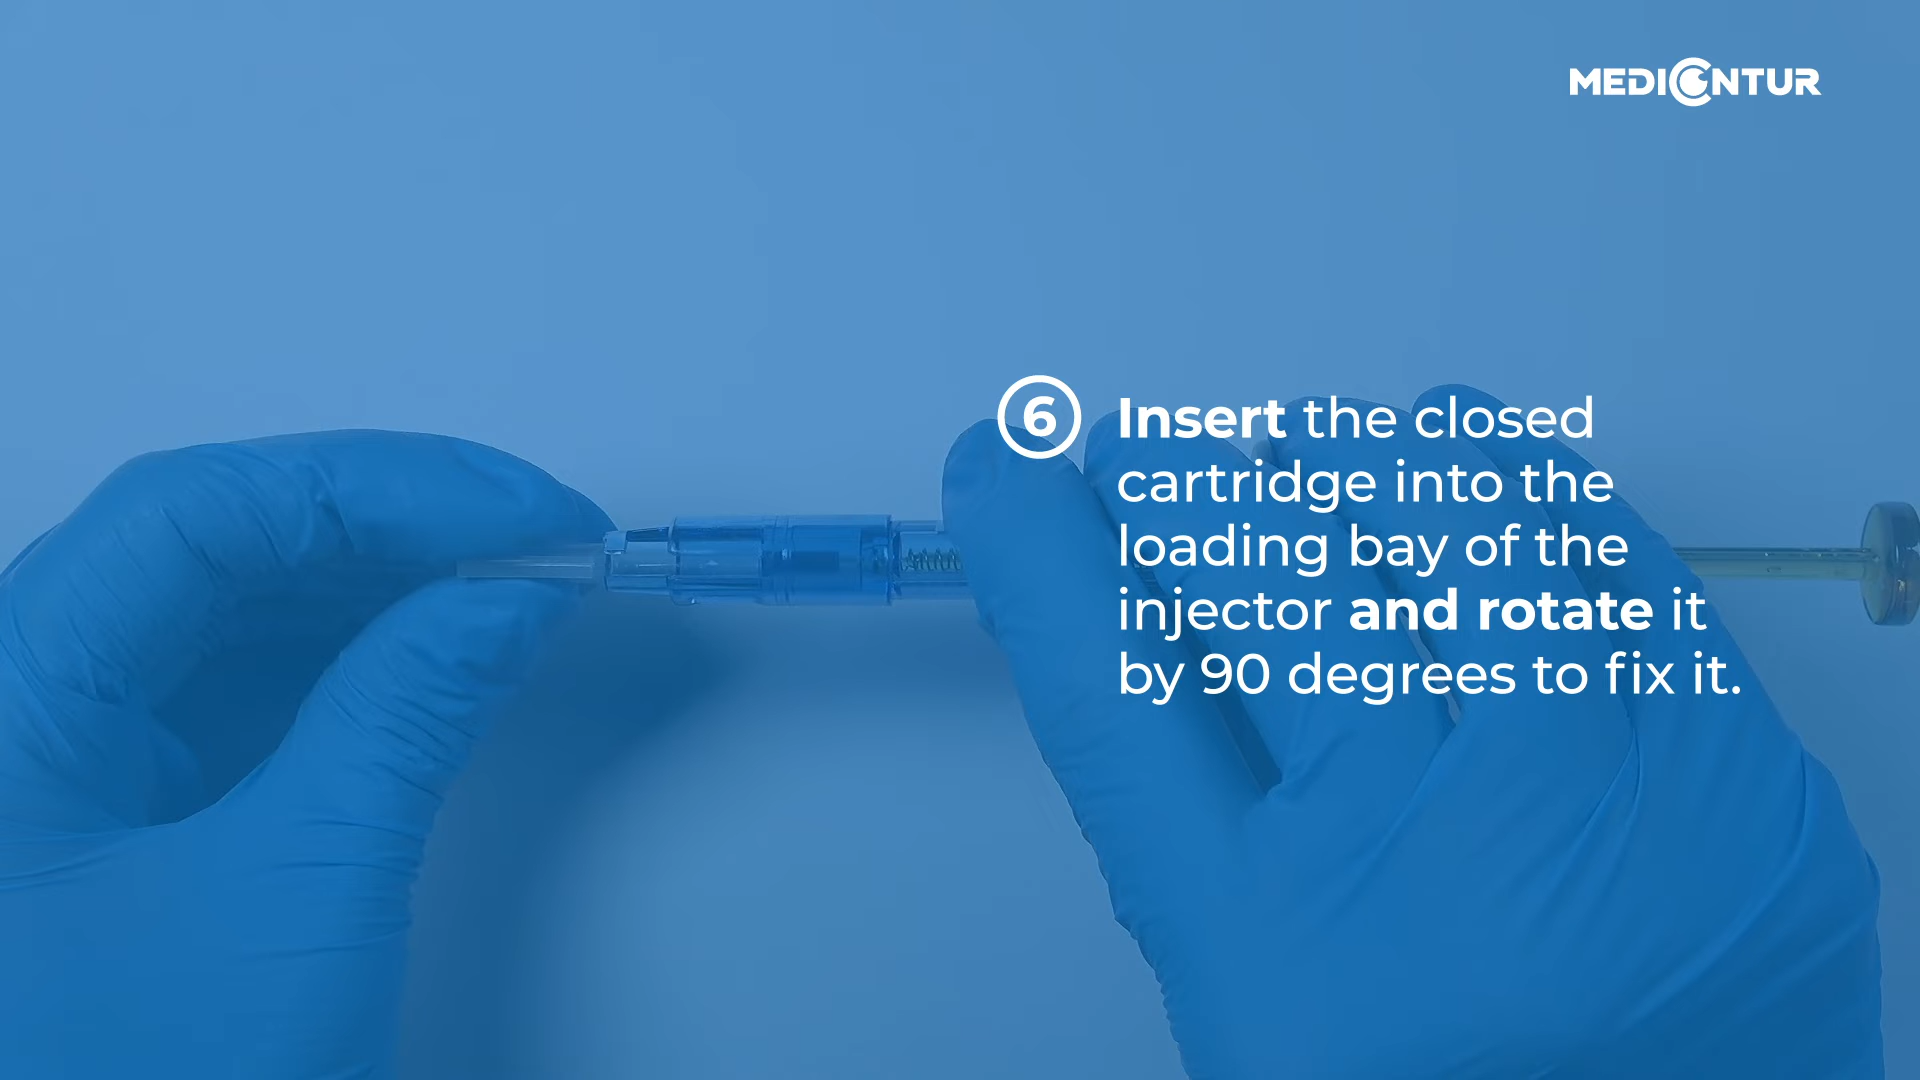 MEDICONTUR
6 Insert the closed
cartridge into the
loading bay of the
injector and rotate it
by 90 degrees to fix it.